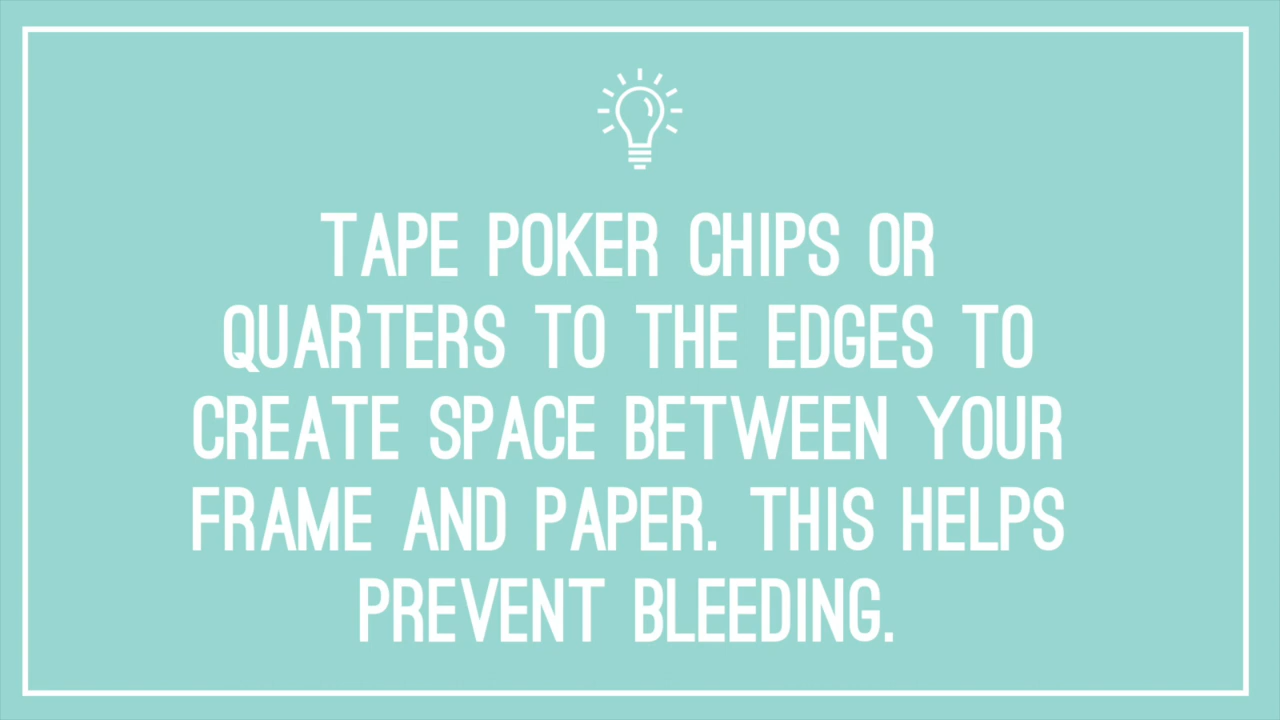 TAPE POKER CHIPS OR
QUARTERS TO THE EDGES TO
CREATE SPACE BETWEEN YOUR
FRAME AND PAPER. THIS HELPS
PREVENT BLEEDING.